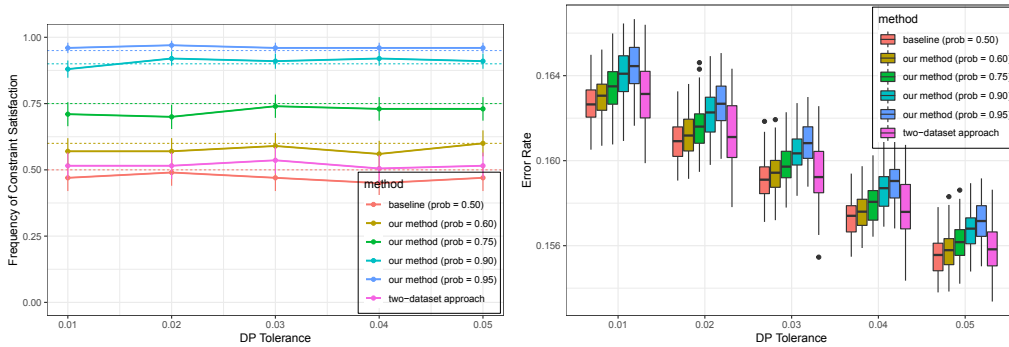 Frequency of Constraint Satisfaction
1.00
0.75
0.50
0.25
0.00
0.01
0.02
0.03
0.04
0.05
DP Tolerance
method
baseline (prob = 0.50)
our method (prob = 0.60)
our method (prob = 0.75)
our method (prob = 0.90)
our method (prob = 0.95)
two−dataset approach
Error Rate
0.164
0.160
0.156
0.01
0.02
0.03
0.04
0.05
DP Tolerance
method
baseline (prob = 0.50)
our method (prob = 0.60)
our method (prob = 0.75)
our method (prob = 0.90)
our method (prob = 0.95)
two−dataset approach